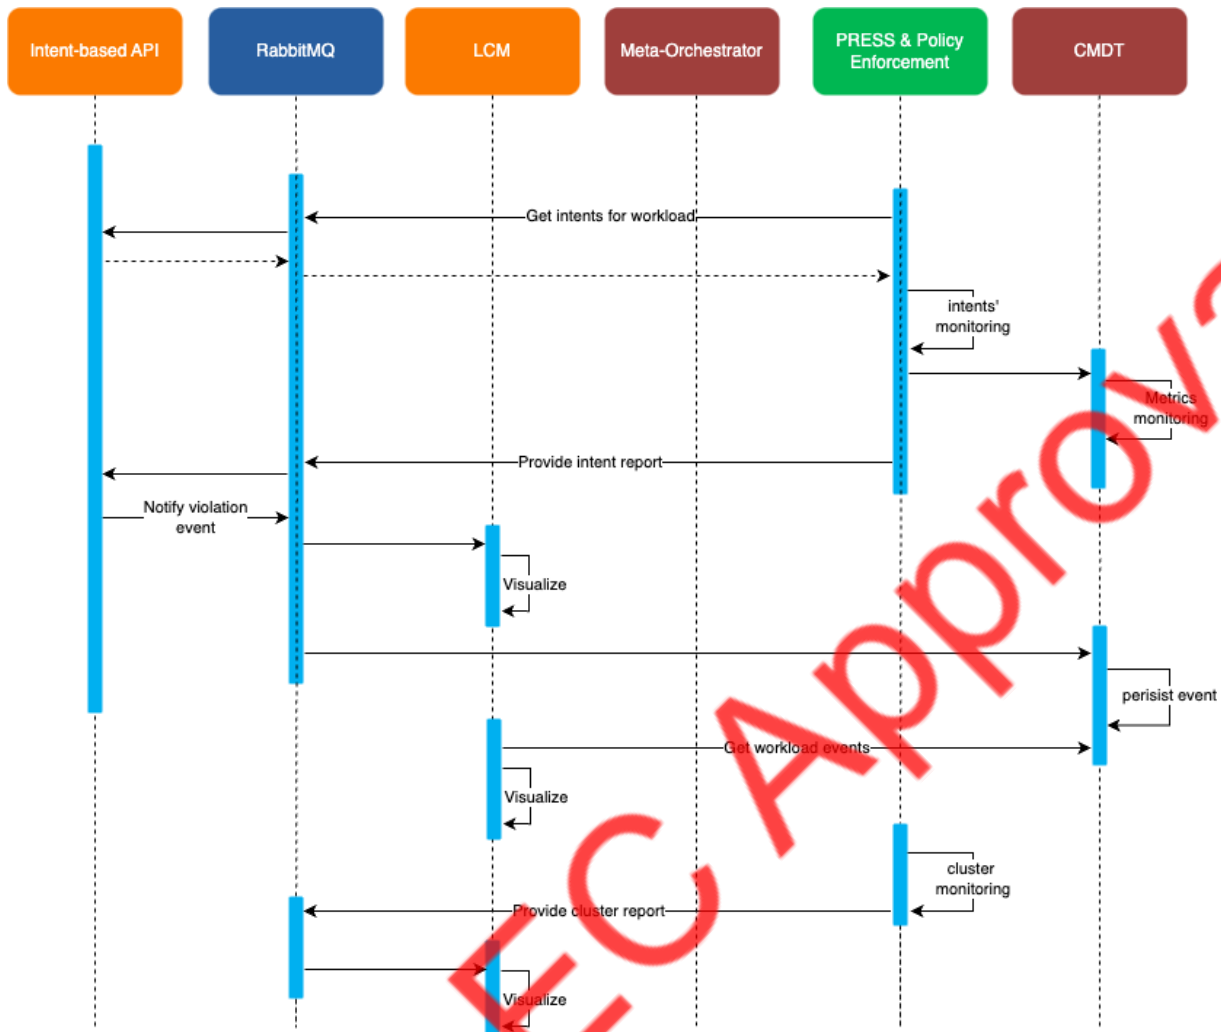 Intent-based API
RabbitMQ
LCM
Meta-Orchestrator
PRESS & Policy
Enforcement
CMDT
Get intents for workload
intents'
monitoring
Metrics
monitoring
Provide intent report
Notify violation
event
Visualize
perisist event
Get workload events
Visualize
cluster
monitoring
Provide cluster report
Visualize
EC Approva